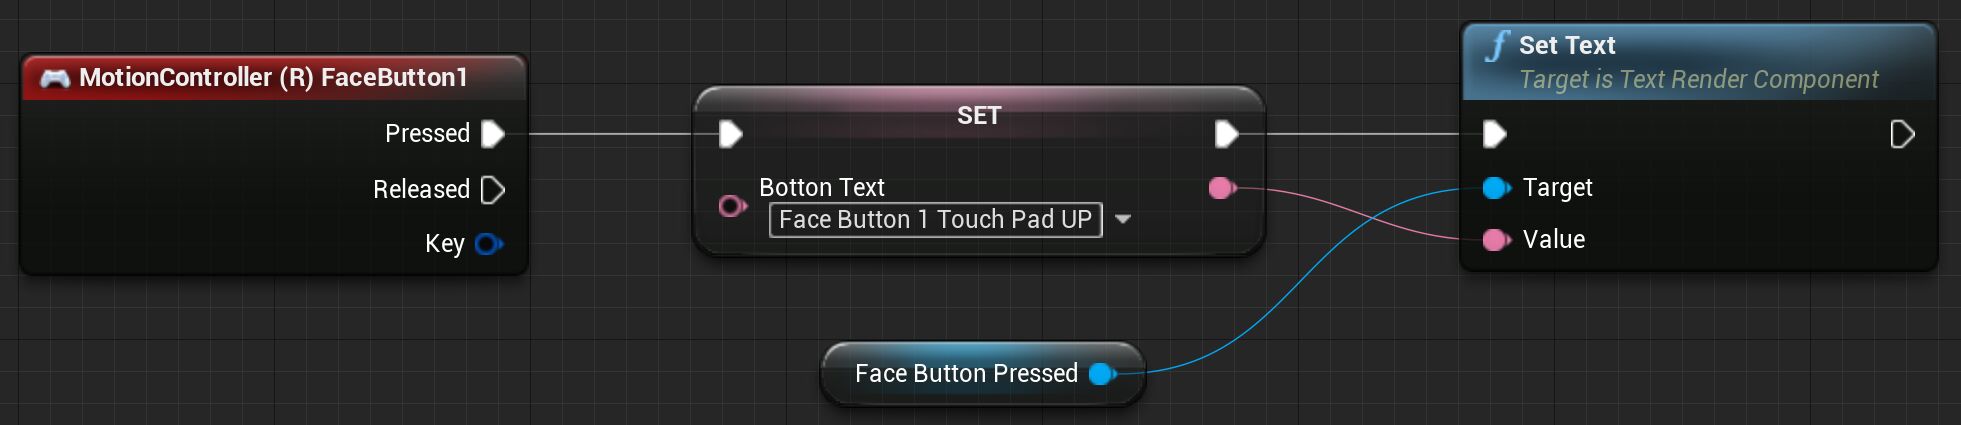 MotionController (R) FaceButton1
Pressed
Released
Key
SET
Botton Text
Face Button 1 Touch Pad UP
Face Button Pressed
f Set Text
Target is Text Render Component
Target
Value